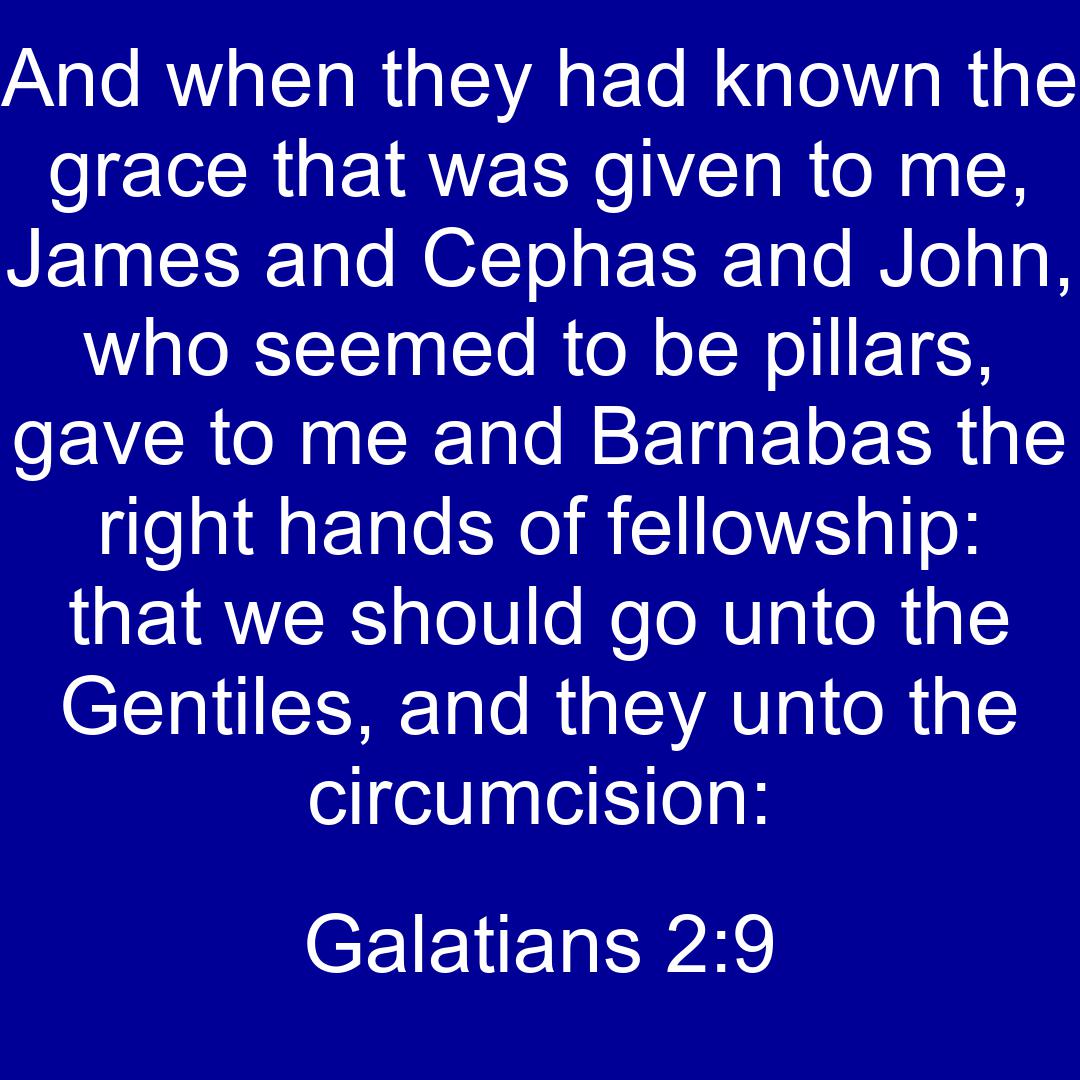 And when they had known the
grace that was given to me,
James and Cephas and John,
who seemed to be pillars,
gave to me and Barnabas the
right hands of fellowship:
that we should go unto the
Gentiles, and they unto the
circumcision:
Galatians 2:9